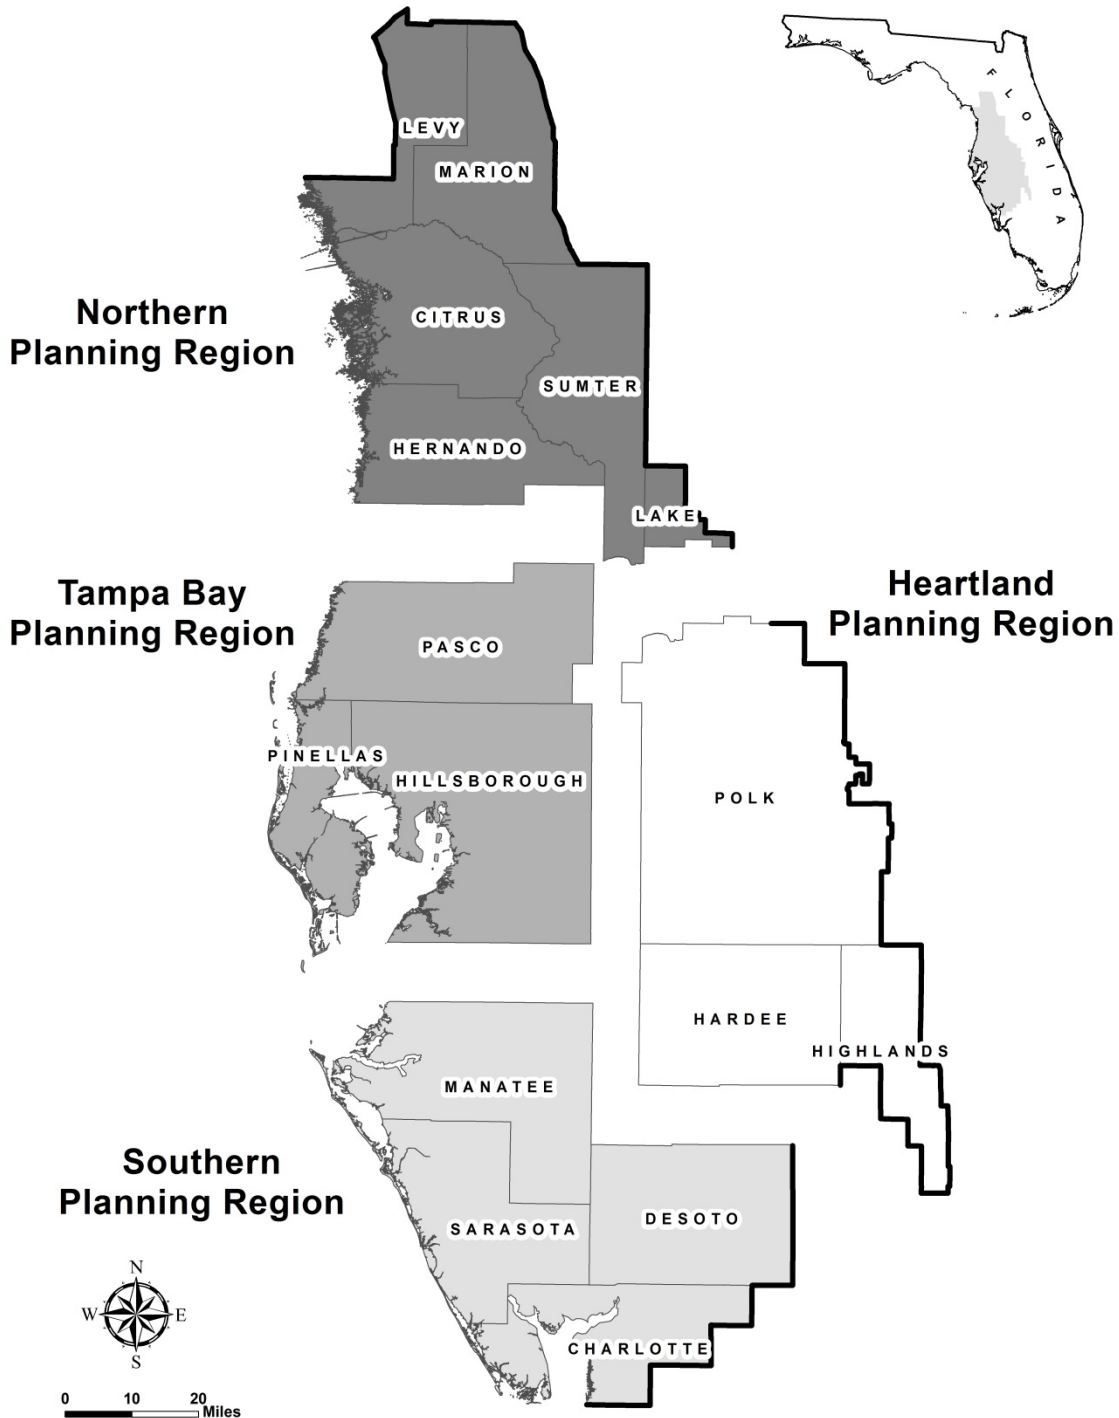 FLORIDA
LEVY
MARION
Northern
Planning Region
CITRUS
SUMTER
HERNANDO
LAKE
Tampa Bay
Planning Region
Heartland
Planning Region
PASCO
PINELLAS
HILLSBOROUGH
POLK
HARDEE
HIGHLANDS
MANATEE
Southern
Planning Region
SARASOTA
DESOTO
CHARLOTTE
N
W E
S
0 10 20
Miles